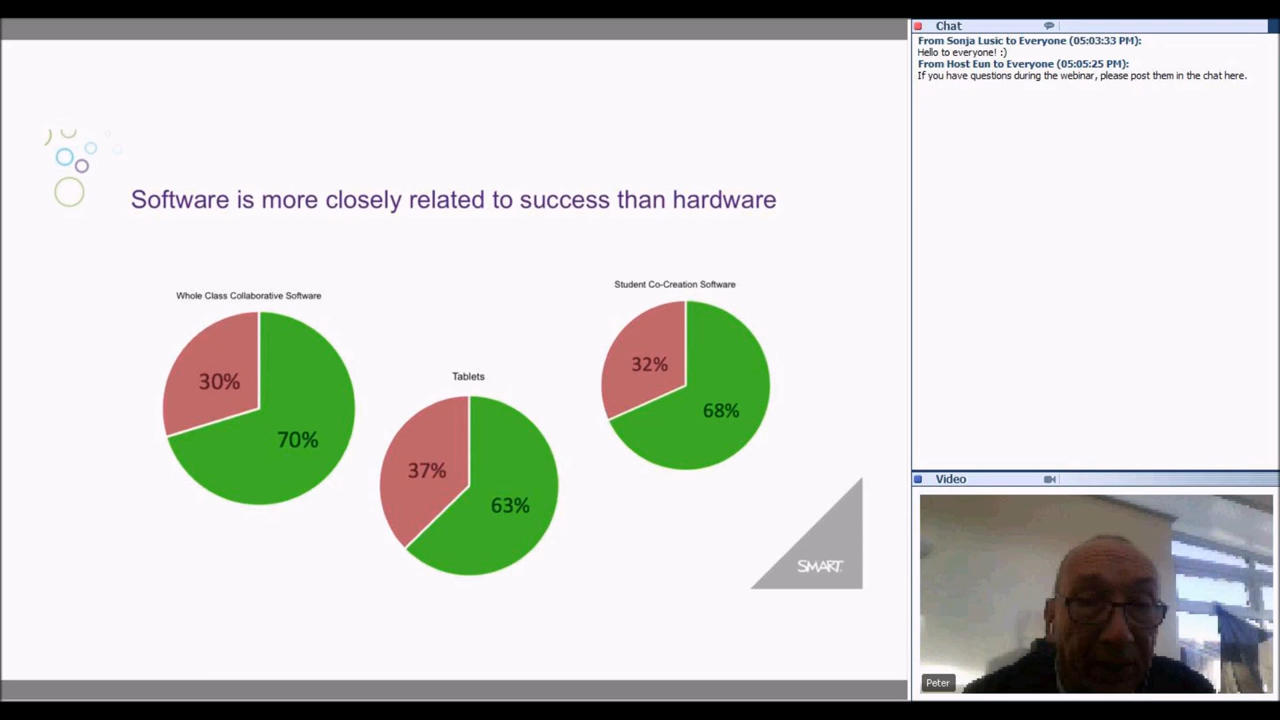 Software is more closely related to success than hardware
Whole Class Collaborative Software
30%
70%
Tablets
37%
63%
Student Co-Creation Software
32%
68%
SMART
Chat
From Sonja Lusic to Everyone (05:03:33 PM):
Hello to everyone! :)
From Host Eun to Everyone (05:05:25 PM):
If you have questions during the webinar, please post them in the chat here.
Video
Peter